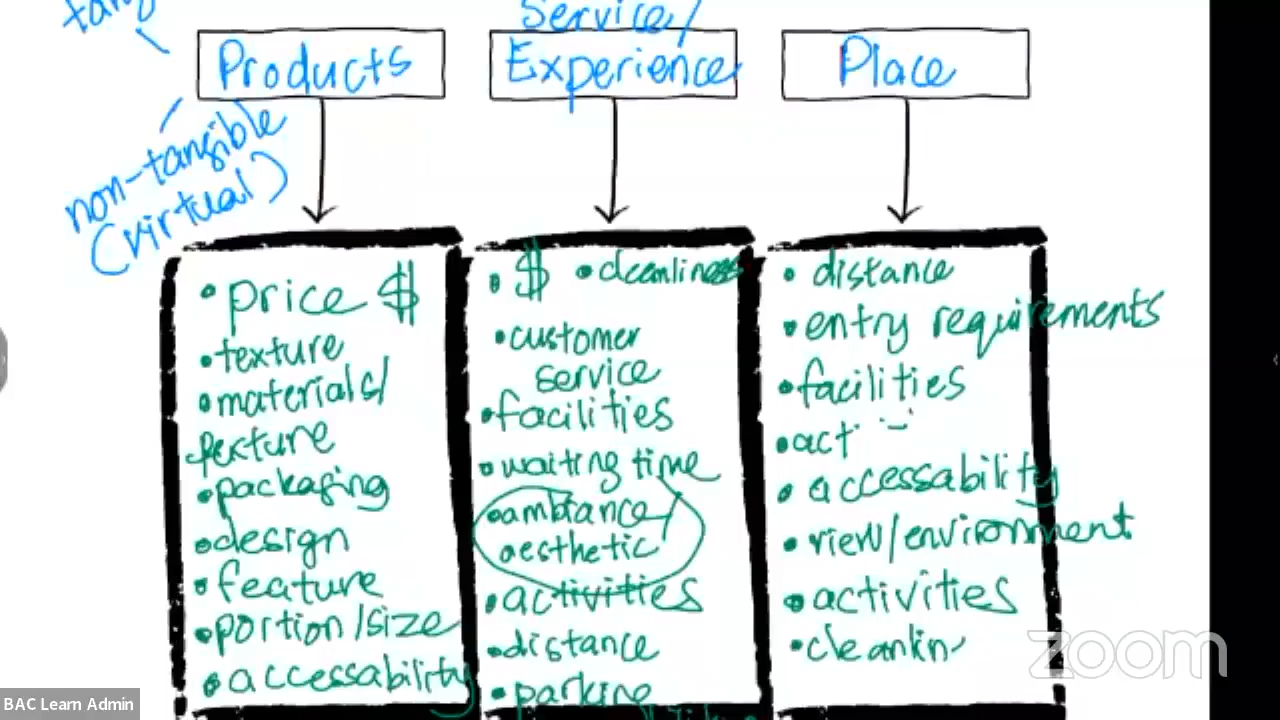 tang
Service/
Products
Experience
Place
non-tangible
(virtual)
• price $
• texture
• materials/
texture
• packaging
• design
• feature
• portion/size
• accessability
• $ • cleanliness
• customer
service
• facilities
• waiting time
• ambiance/
aesthetic
• activities
• distance
• parking
• distance
• entry requirements
• facilities
• act
• accessability
• view/environment
• activities
• cleanlin
zoom
BAC Learn Admin